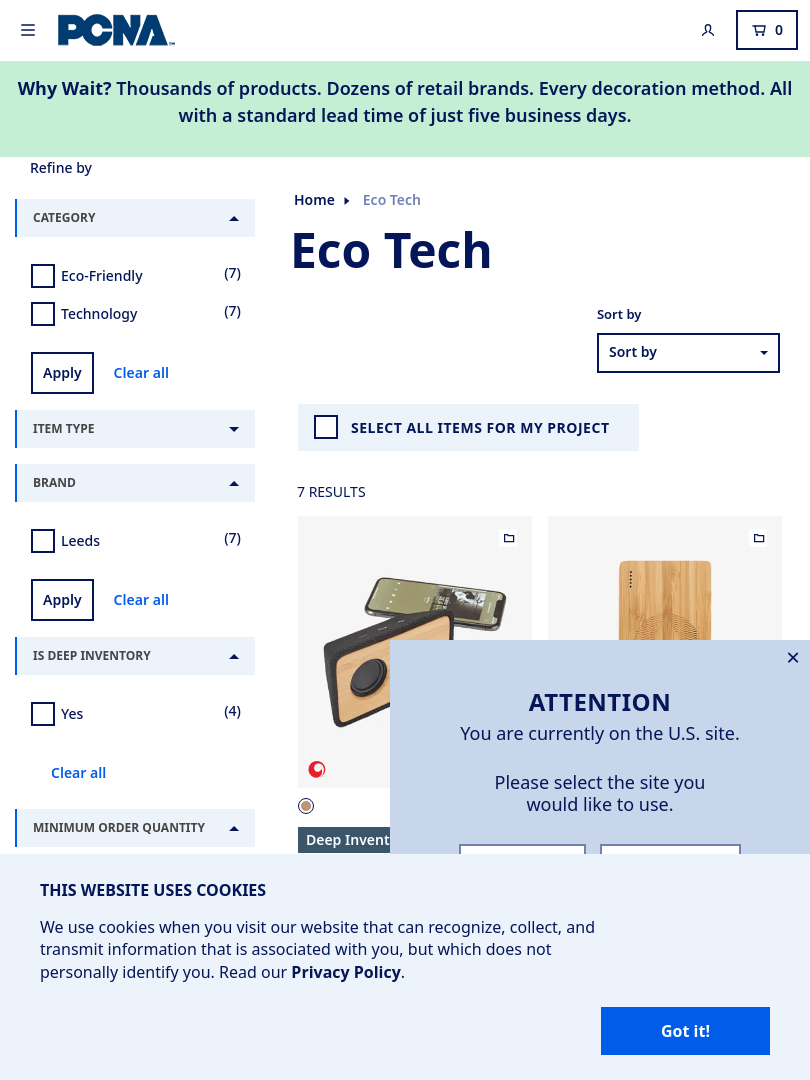 PCNA™
0
Why Wait? Thousands of products. Dozens of retail brands. Every decoration method. All
with a standard lead time of just five business days.
Refine by
CATEGORY
Eco-Friendly (7)
Technology (7)
Apply Clear all
ITEM TYPE
BRAND
Leeds (7)
Apply Clear all
IS DEEP INVENTORY
Yes (4)
Clear all
MINIMUM ORDER QUANTITY
Home Eco Tech
Eco Tech
Sort by
Sort by
SELECT ALL ITEMS FOR MY PROJECT
7 RESULTS
Deep Invent
ATTENTION
You are currently on the U.S. site.
Please select the site you
would like to use.
THIS WEBSITE USES COOKIES
We use cookies when you visit our website that can recognize, collect, and
transmit information that is associated with you, but which does not
personally identify you. Read our Privacy Policy.
Got it!